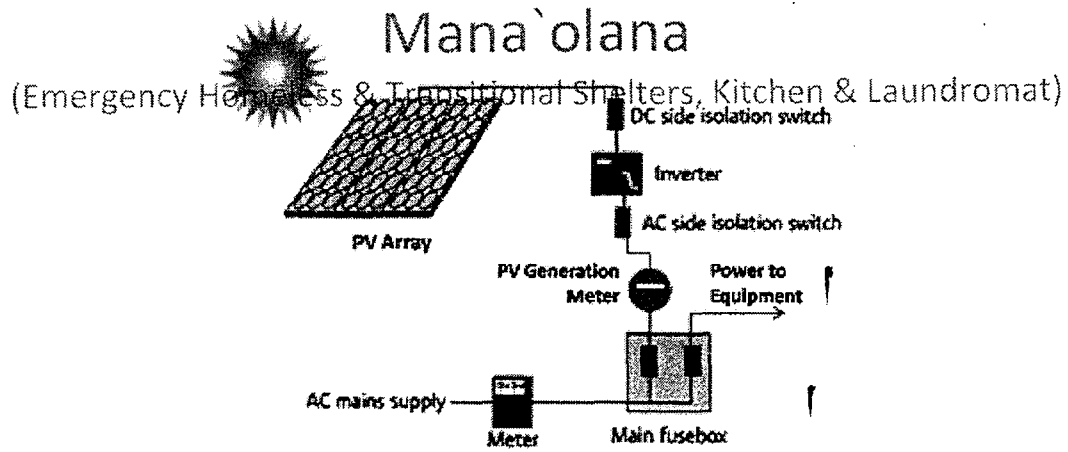 Mana`olana
(Emergency Homeless & Transitional Shelters, Kitchen & Laundromat)
DC side isolation switch
Inverter
AC side isolation switch
PV Array
PV Generation
Meter
Power to
Equipment
AC mains supply
Meter
Main fusebox